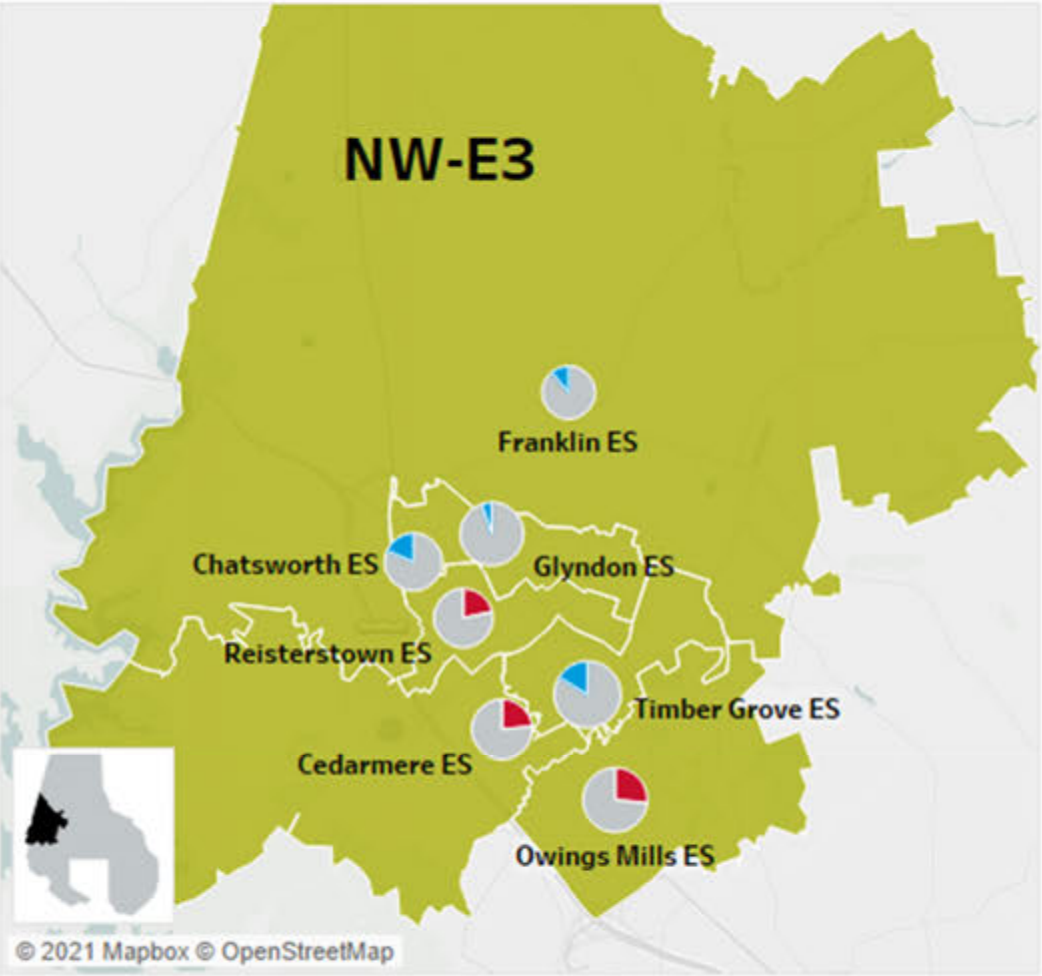 NW-E3
Franklin ES
Chatsworth ES
Glyndon ES
Reisterstown ES
Timber Grove ES
Cedarmere ES
Owings Mills ES
© 2021 Mapbox © OpenStreetMap